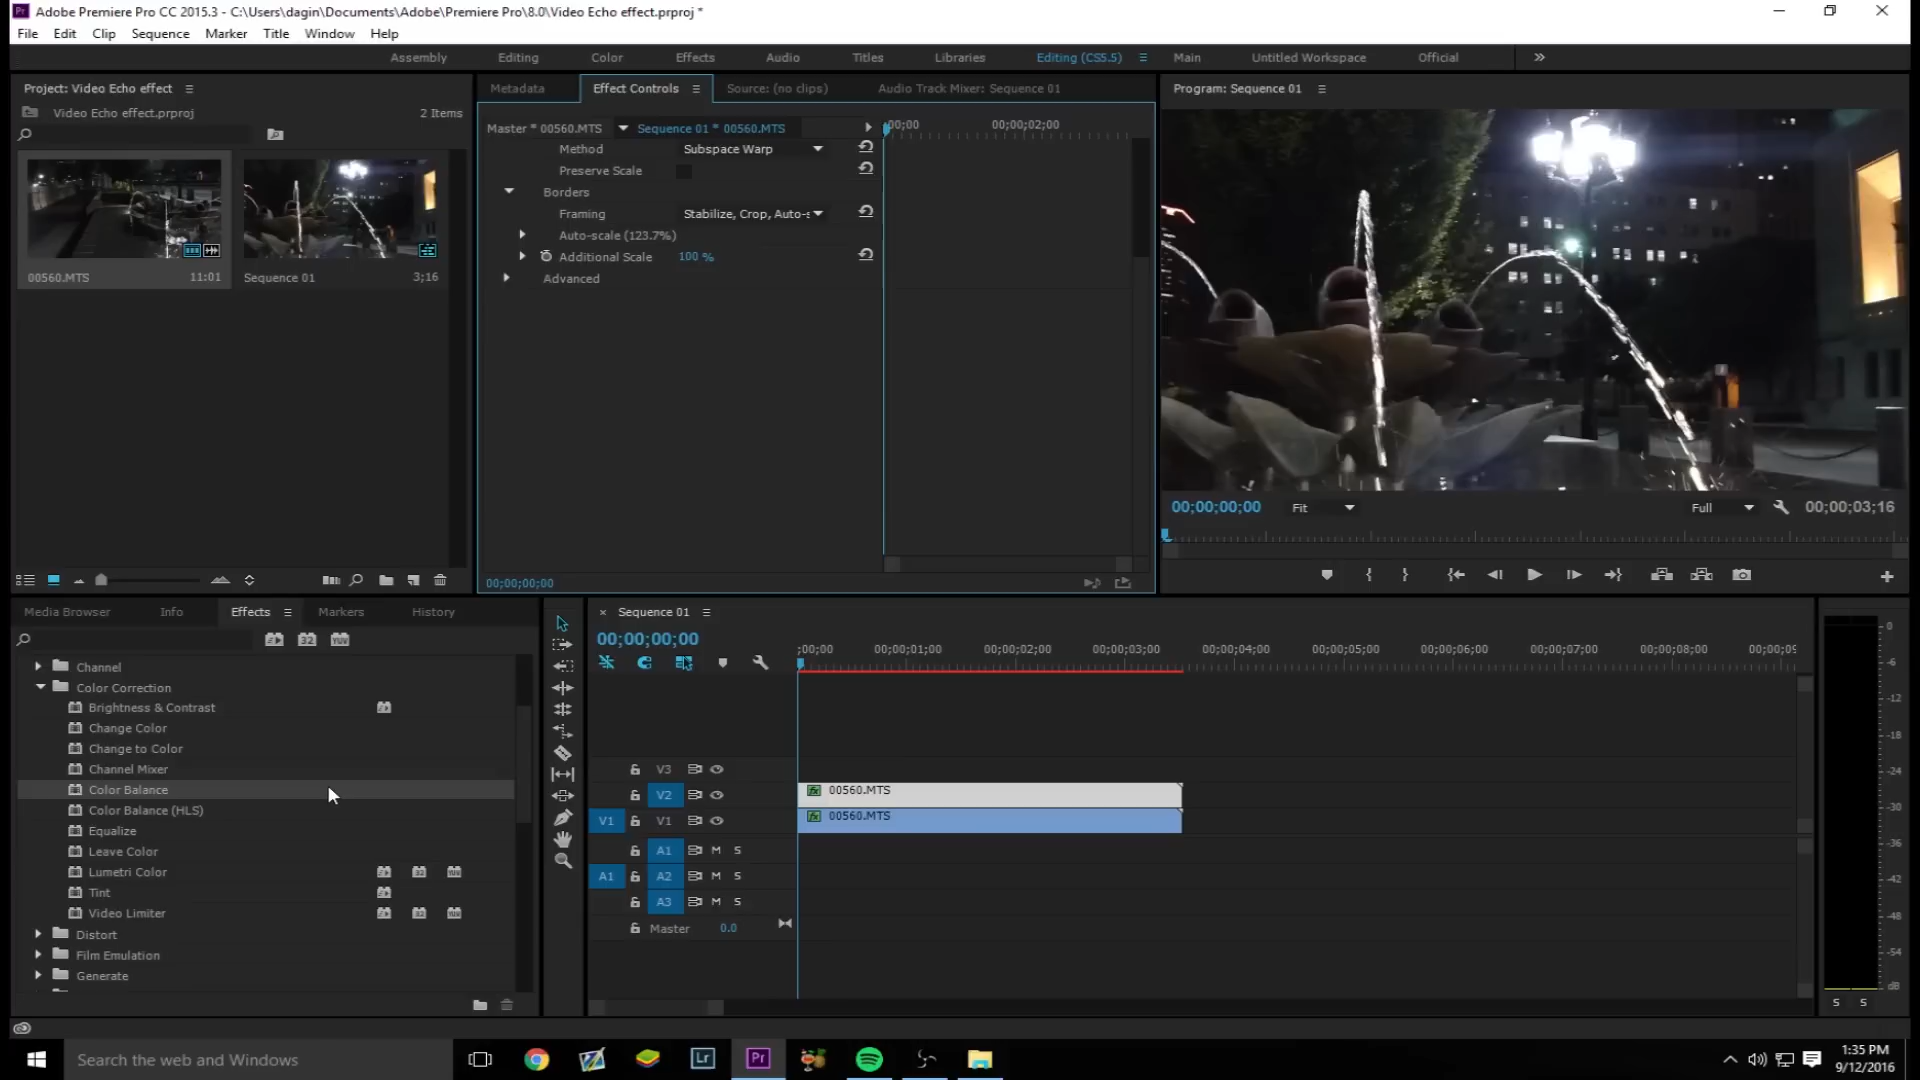 Adobe Premiere Pro CC 2015.3 - C:\Users\dagin\Documents\Adobe\Premiere Pro\8.0\Video Echo effect.prproj *
File Edit Clip Sequence Marker Title Window Help
Assembly Editing Color Effects Audio Titles Libraries Editing (CS5.5) Main Untitled Workspace Official
Project: Video Echo effect
Video Echo effect.prproj 2 Items
00560.MTS 11:01
Sequence 01 3;16
Metadata Effect Controls Source: (no clips) Audio Track Mixer: Sequence 01
Master * 00560.MTS Sequence 01 * 00560.MTS
;00;00 00;00;02;00
Method Subspace Warp
Preserve Scale
Borders
Framing Stabilize, Crop, Auto-s
Auto-scale (123.7%)
Additional Scale 100 %
Advanced
00;00;00;00
Program: Sequence 01
00;00;00;00 Fit Full 00;00;03;16
Media Browser Info Effects Markers History
32 YUV
Channel
Color Correction
Brightness & Contrast
Change Color
Change to Color
Channel Mixer
Color Balance
Color Balance (HLS)
Equalize
Leave Color
Lumetri Color 32 YUV
Tint
Video Limiter 32 YUV
Distort
Film Emulation
Generate
Sequence 01
00;00;00;00
;00;00 00;00;01;00 00;00;02;00 00;00;03;00 00;00;04;00 00;00;05;00 00;00;06;00 00;00;07;00 00;00;08;00 00;00;09
V3
V2 00560.MTS
V1 V1 00560.MTS
A1 M S
A1 A2 M S
A3 M S
Master 0.0
0
-6
-12
-18
-24
-30
-36
-42
-48
-54
dB
S S
Search the web and Windows
Lr
Pr
1:35 PM
9/12/2016